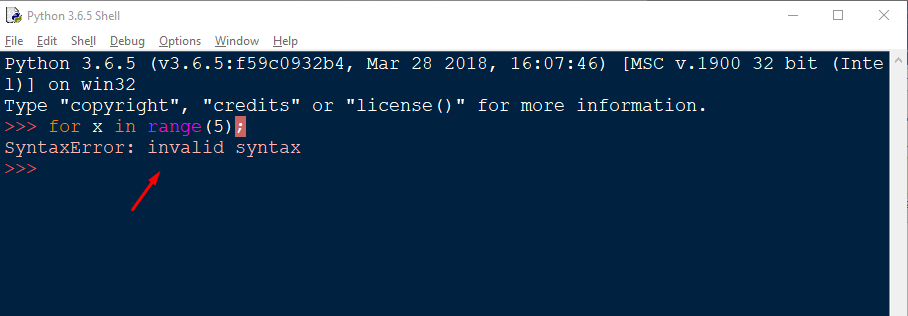 Python 3.6.5 Shell
File Edit Shell Debug Options Window Help
Python 3.6.5 (v3.6.5:f59c0932b4, Mar 28 2018, 16:07:46) [MSC v.1900 32 bit (Inte
l)] on win32
Type "copyright", "credits" or "license()" for more information.
>>> for x in range(5);
SyntaxError: invalid syntax
>>>